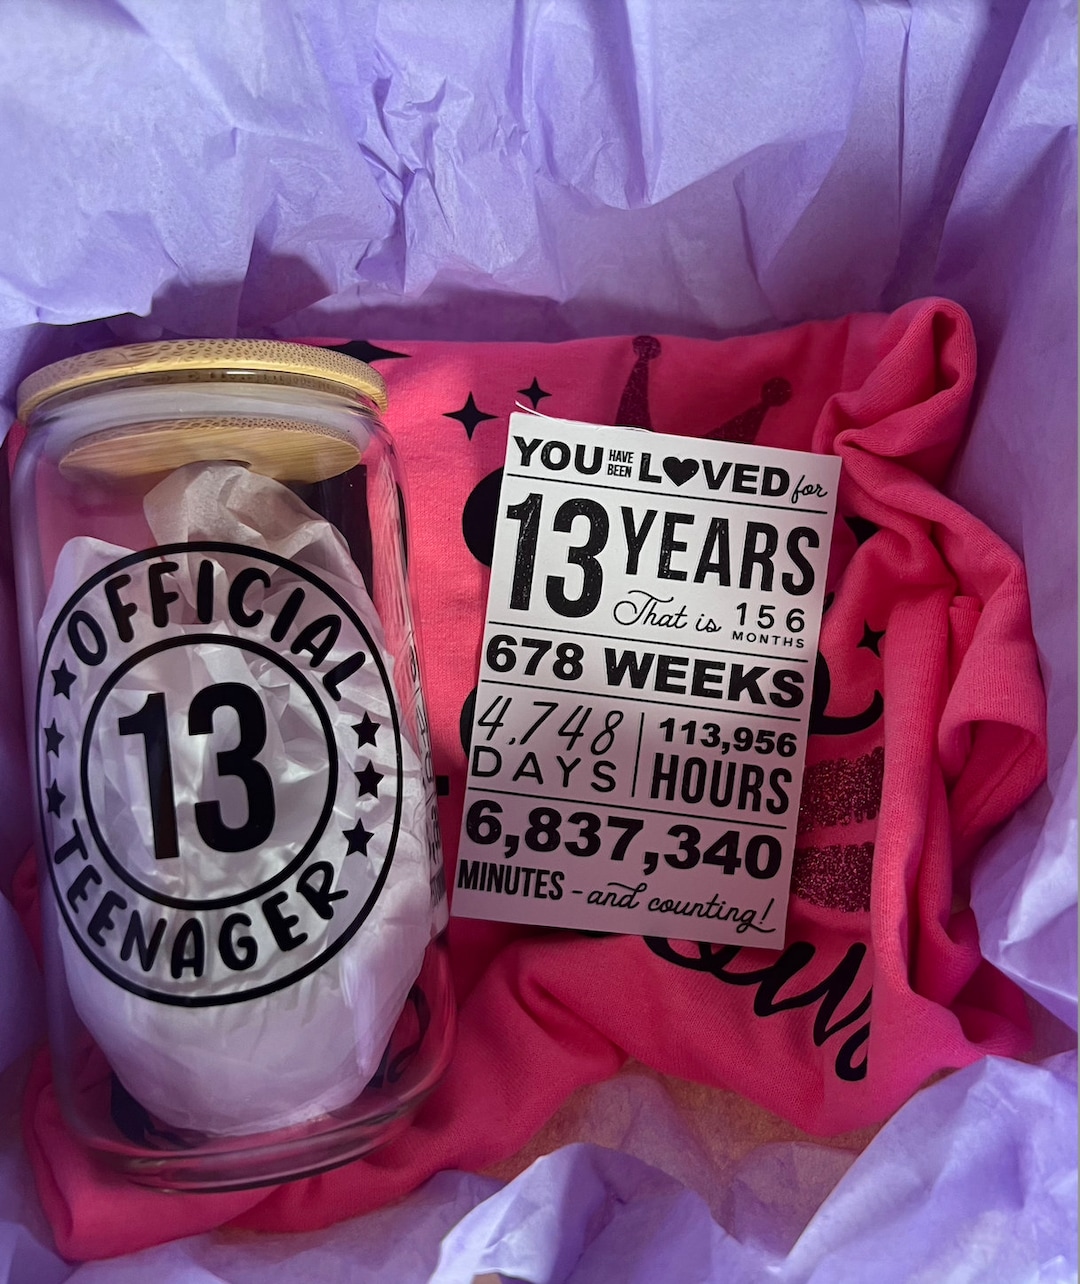 OFFICIAL
13
TEENAGER
YOU HAVE BEEN L♥VED for
13 YEARS
That is 156 MONTHS
678 WEEKS
4,748 DAYS
113,956 HOURS
6,837,340
MINUTES - and counting!